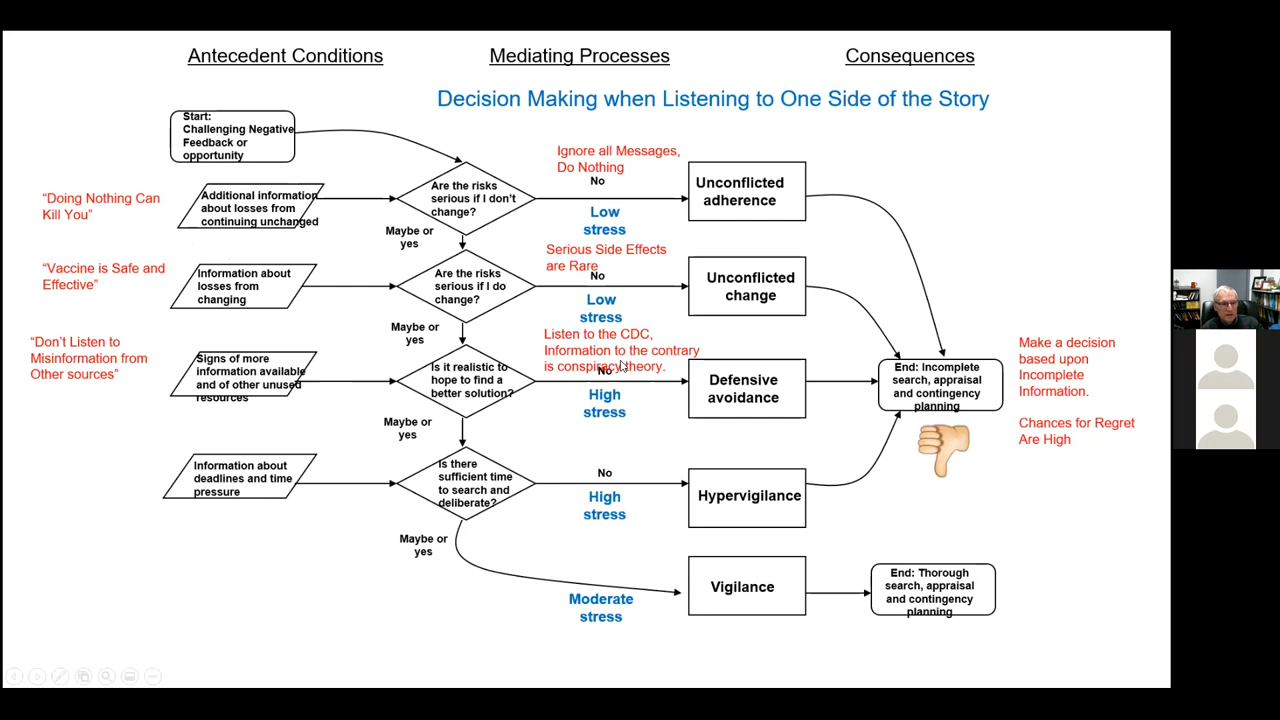 Antecedent Conditions
Mediating Processes
Consequences
Decision Making when Listening to One Side of the Story
Start:
Challenging Negative
Feedback or
opportunity
Ignore all Messages,
Do Nothing
No
Low
stress
"Doing Nothing Can
Kill You"
Additional information
about losses from
continuing unchanged
Are the risks
serious if I don't
change?
Unconflicted
adherence
Maybe or
yes
Serious Side Effects
are Rare
No
Low
stress
"Vaccine is Safe and
Effective"
Information about
losses from
changing
Are the risks
serious if I do
change?
Unconflicted
change
Maybe or
yes
Listen to the CDC,
Information to the contrary
is conspiracy theory.
No
High
stress
"Don't Listen to
Misinformation from
Other sources"
Signs of more
information available
and of other unused
resources
Is it realistic to
hope to find a
better solution?
Defensive
avoidance
End: Incomplete
search, appraisal
and contingency
planning
Make a decision
based upon
Incomplete
Information.
Chances for Regret
Are High
Maybe or
yes
Information about
deadlines and time
pressure
Is there
sufficient time
to search and
deliberate?
No
High
stress
Hypervigilance
Maybe or
yes
Moderate
stress
Vigilance
End: Thorough
search, appraisal
and contingency
planning